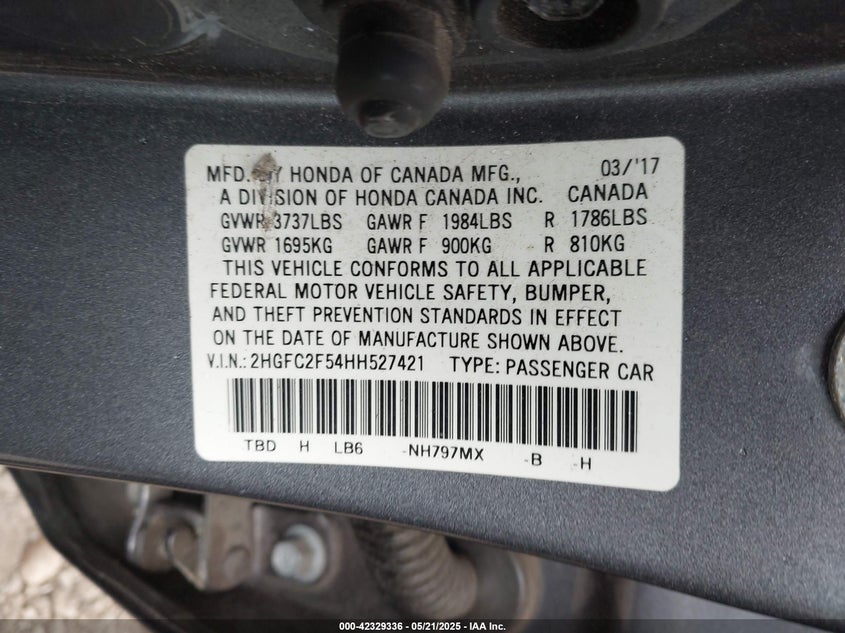 MFD. BY HONDA OF CANADA MFG., 03/'17
A DIVISION OF HONDA CANADA INC. CANADA
GVWR 3737LBS GAWR F 1984LBS R 1786LBS
GVWR 1695KG GAWR F 900KG R 810KG
THIS VEHICLE CONFORMS TO ALL APPLICABLE
FEDERAL MOTOR VEHICLE SAFETY, BUMPER,
AND THEFT PREVENTION STANDARDS IN EFFECT
ON THE DATE OF MANUFACTURE SHOWN ABOVE.
V.I.N.: 2HGFC2F54HH527421 TYPE: PASSENGER CAR
TBD H LB6 -NH797MX -B -H
000-42329336 - 05/21/2025 - IAA Inc.